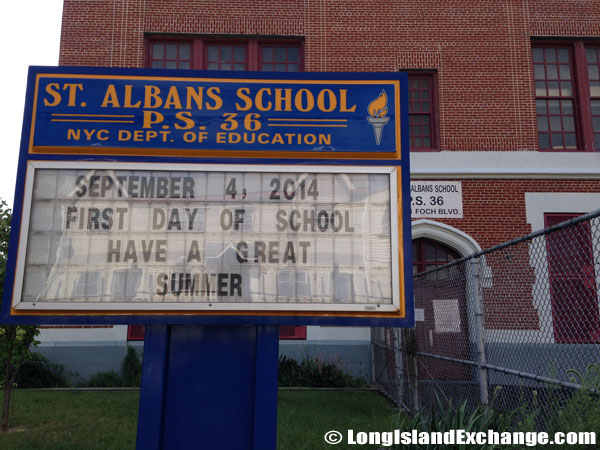 ST. ALBANS SCHOOL
P.S. 36
NYC DEPT. OF EDUCATION
SEPTEMBER 4, 2014
FIRST DAY OF SCHOOL
HAVE A GREAT
SUMMER
ALBANS SCHOOL
P.S. 36
FOCH BLVD.
© LongIslandExchange.com